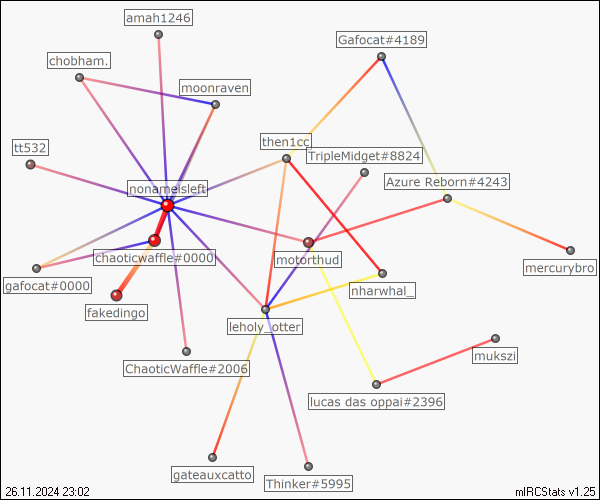 amah1246
Gafocat#4189
chobham.
moonraven
then1cc
tt532
TripleMidget#8824
nonameisleft
Azure Reborn#4243
chaoticwaffle#0000
motorthud
mercurybro
gafocat#0000
nharwhal_
fakedingo
leholy_otter
mukszi
ChaoticWaffle#2006
lucas das oppai#2396
gateauxcatto
Thinker#5995
26.11.2024 23:02
mIRCStats v1.25